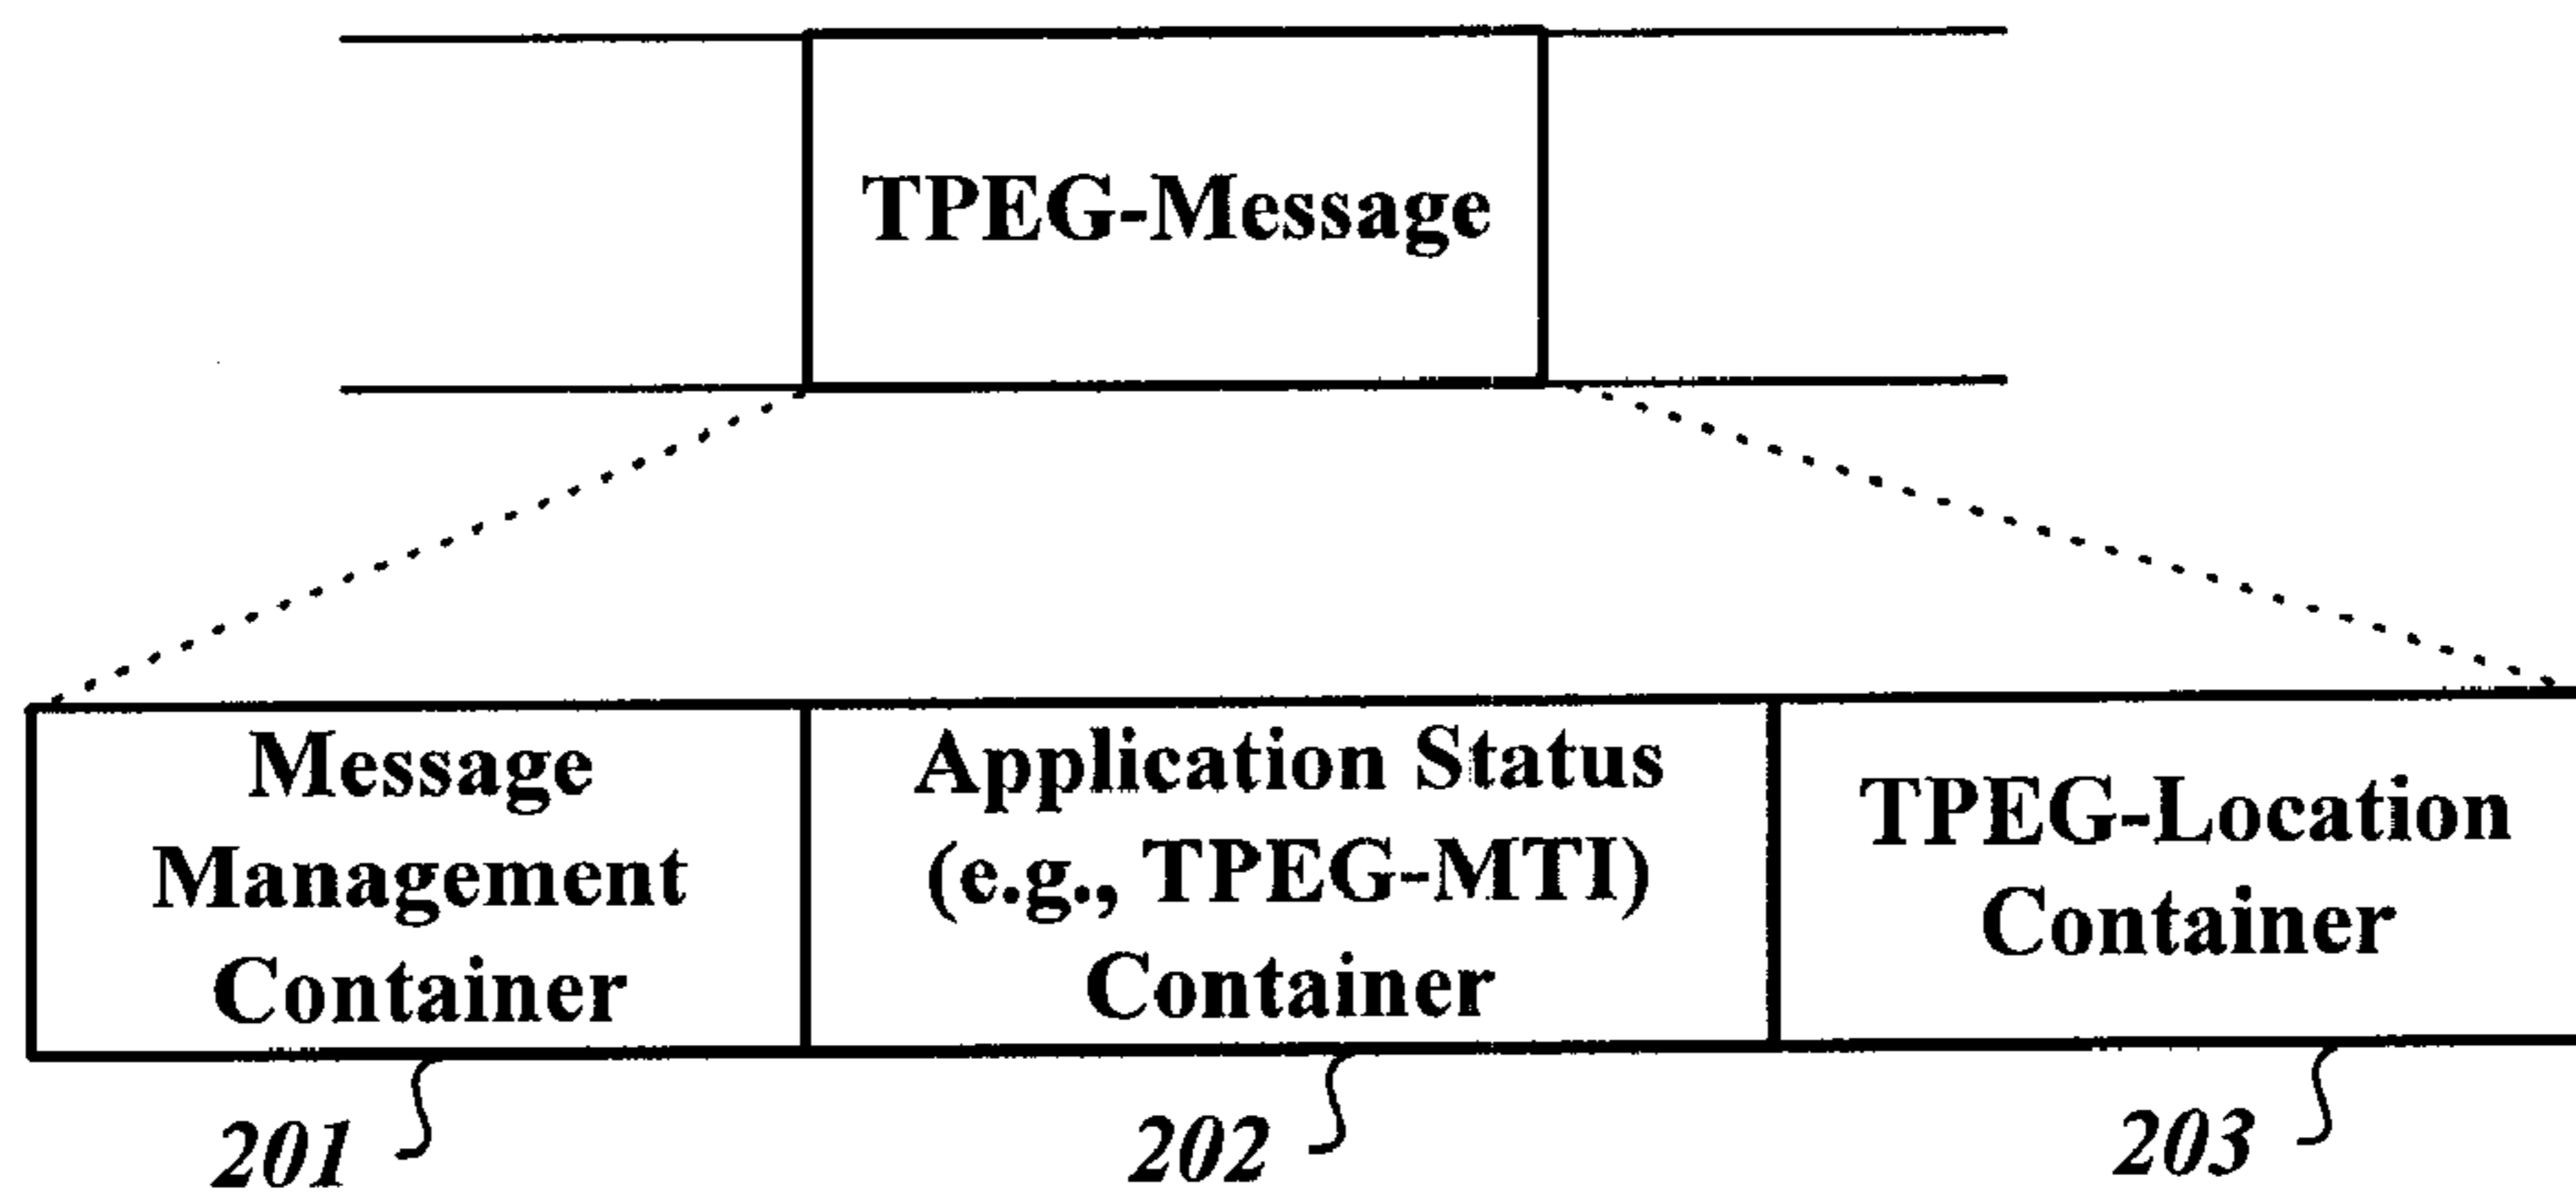 TPEG-Message
Message
Management
Container
Application Status
(e.g., TPEG-MTI)
Container
TPEG-Location
Container
201
202
203